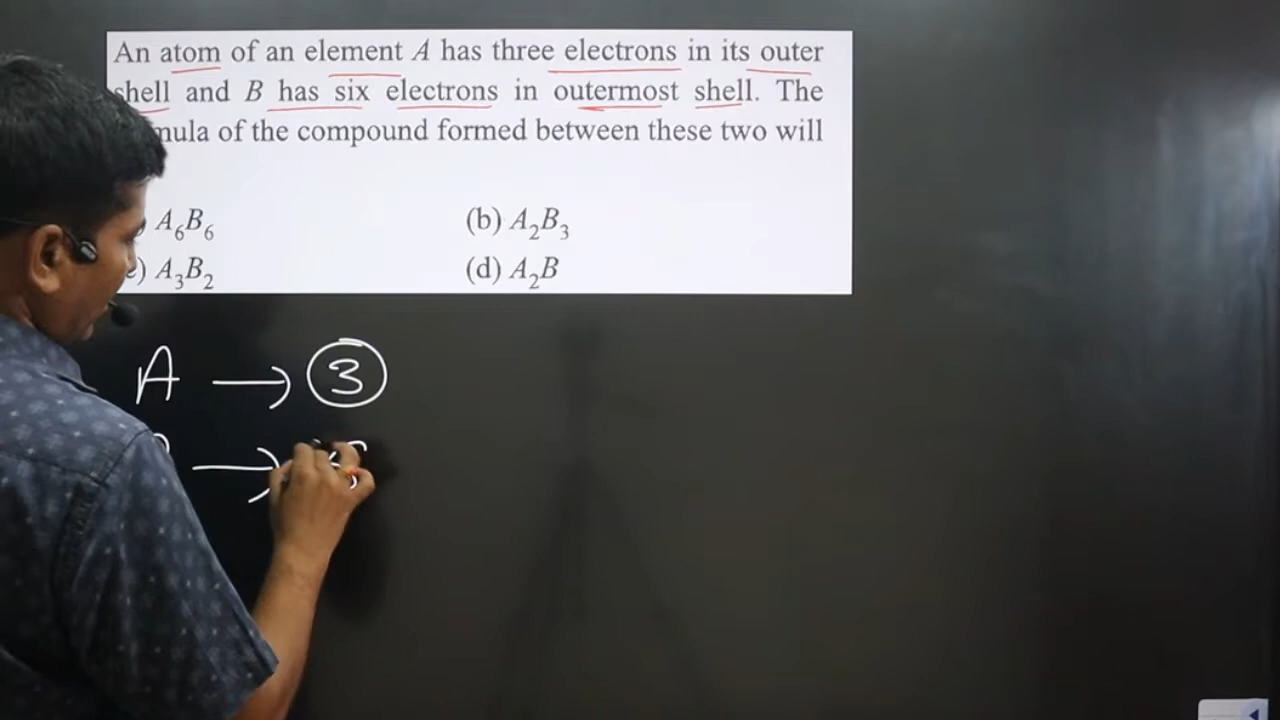 An atom of an element A has three electrons in its outer
shell and B has six electrons in outermost shell. The
of the compound formed between these two will
A₆B₆ (b) A₂B₃
A₃B₂ (d) A₂B
A → 3
→